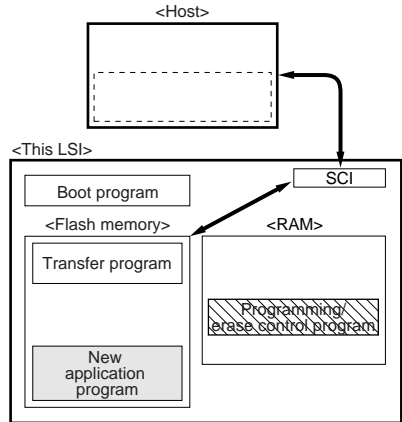 <Host>
<This LSI>
SCI
Boot program
<Flash memory>
<RAM>
Transfer program
Programming/
erase control program
New
application
program